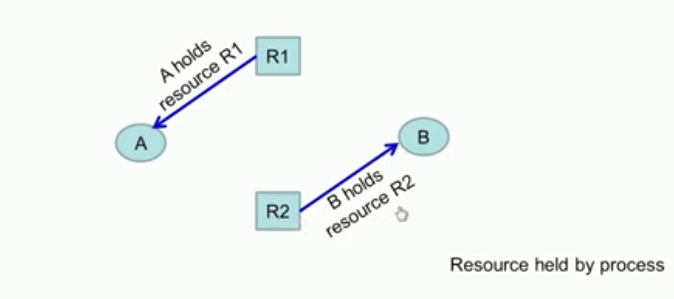 A holds
resource R1
R1
A
B
R2
B holds
resource R2
Resource held by process